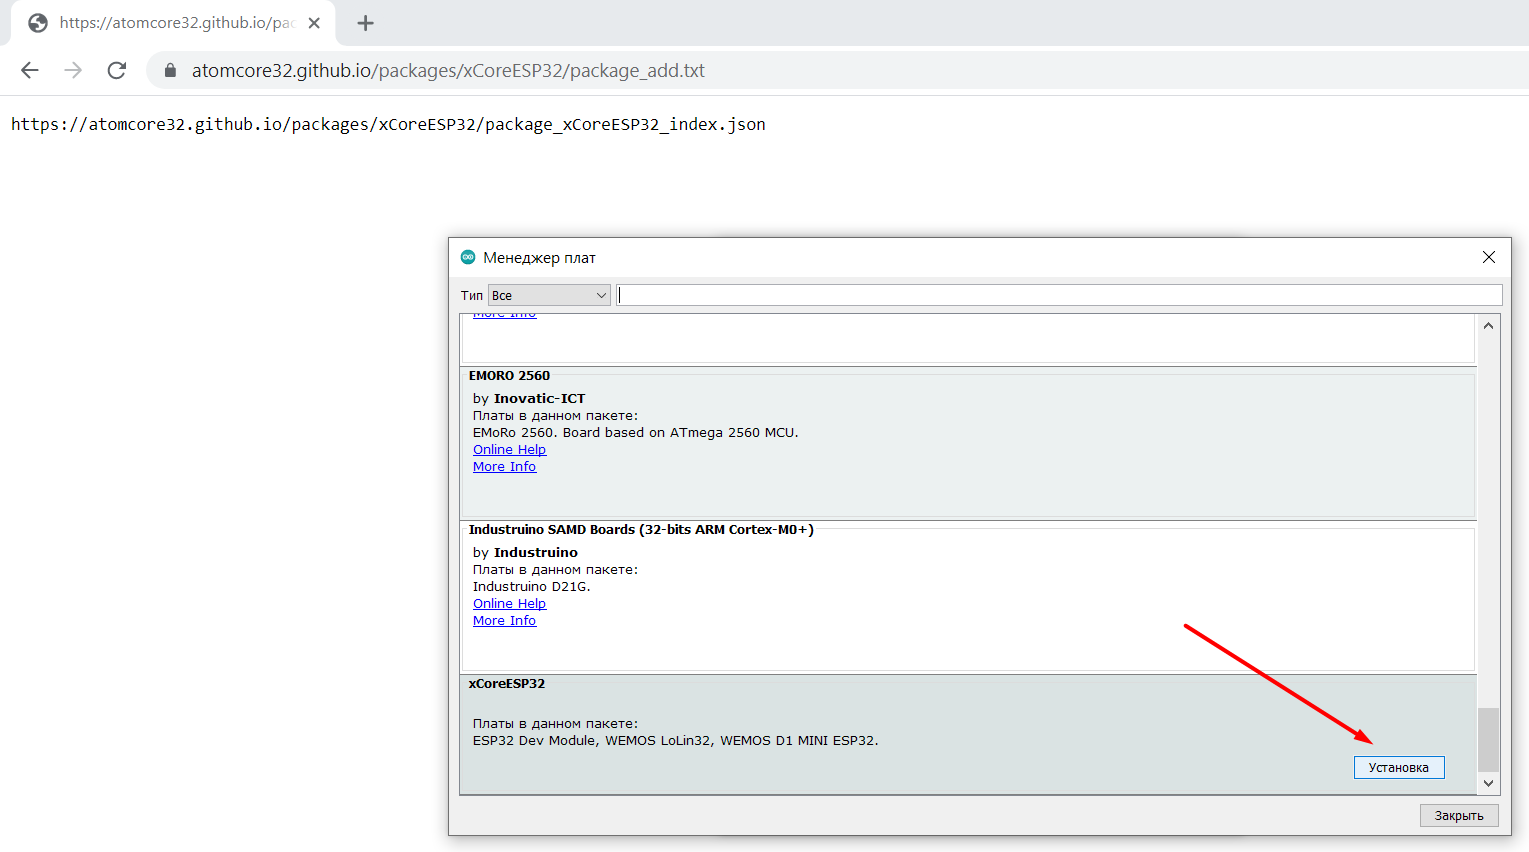 https://atomcore32.github.io/pac
atomcore32.github.io/packages/xCoreESP32/package_add.txt
https://atomcore32.github.io/packages/xCoreESP32/package_xCoreESP32_index.json
Менеджер плат
Тип Все
More Info
EMORO 2560
by Inovatic-ICT
Платы в данном пакете:
EMoRo 2560. Board based on ATmega 2560 MCU.
Online Help
More Info
Industruino SAMD Boards (32-bits ARM Cortex-M0+)
by Industruino
Платы в данном пакете:
Industruino D21G.
Online Help
More Info
xCoreESP32
Платы в данном пакете:
ESP32 Dev Module, WEMOS LoLin32, WEMOS D1 MINI ESP32.
Установка
Закрыть